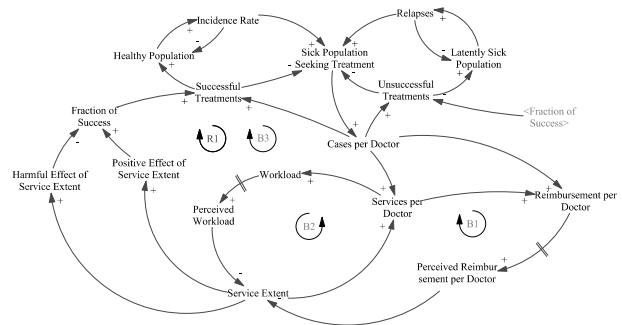 Incidence Rate
Relapses
Healthy Population
Sick Population
Seeking Treatment
Latently Sick
Population
Successful
Treatments
Unsuccessful
Treatments
Fraction of
Success
<Fraction of
Success>
R1
B3
Cases per Doctor
Harmful Effect of
Service Extent
Positive Effect of
Service Extent
Workload
Perceived
Workload
Services per
Doctor
Reimbursement per
Doctor
B2
B1
Perceived Reimbur
sement per Doctor
Service Extent